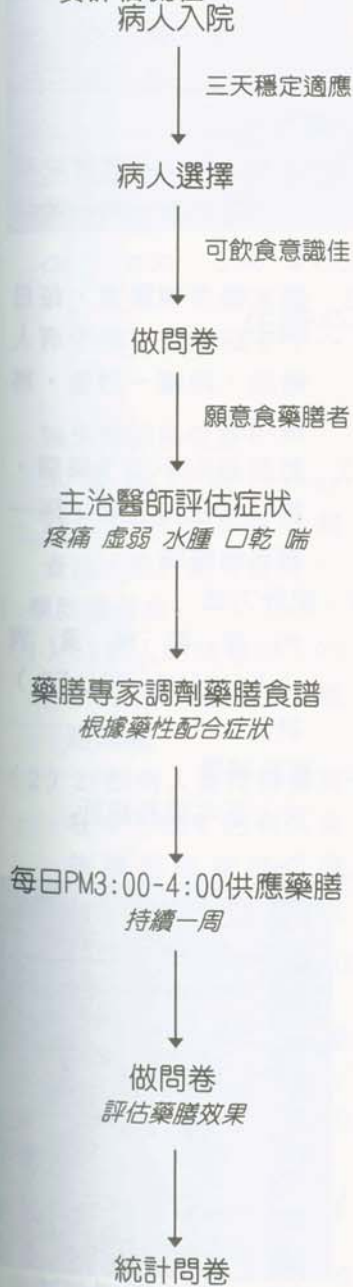 病人入院
三天穩定適應
病人選擇
可飲食意識佳
做問卷
願意食藥膳者
主治醫師評估症狀
疼痛 虛弱 水腫 口乾 喘
藥膳專家調劑藥膳食譜
根據藥性配合症狀
每日PM3:00-4:00供應藥膳
持續一周
做問卷
評估藥膳效果
統計問卷